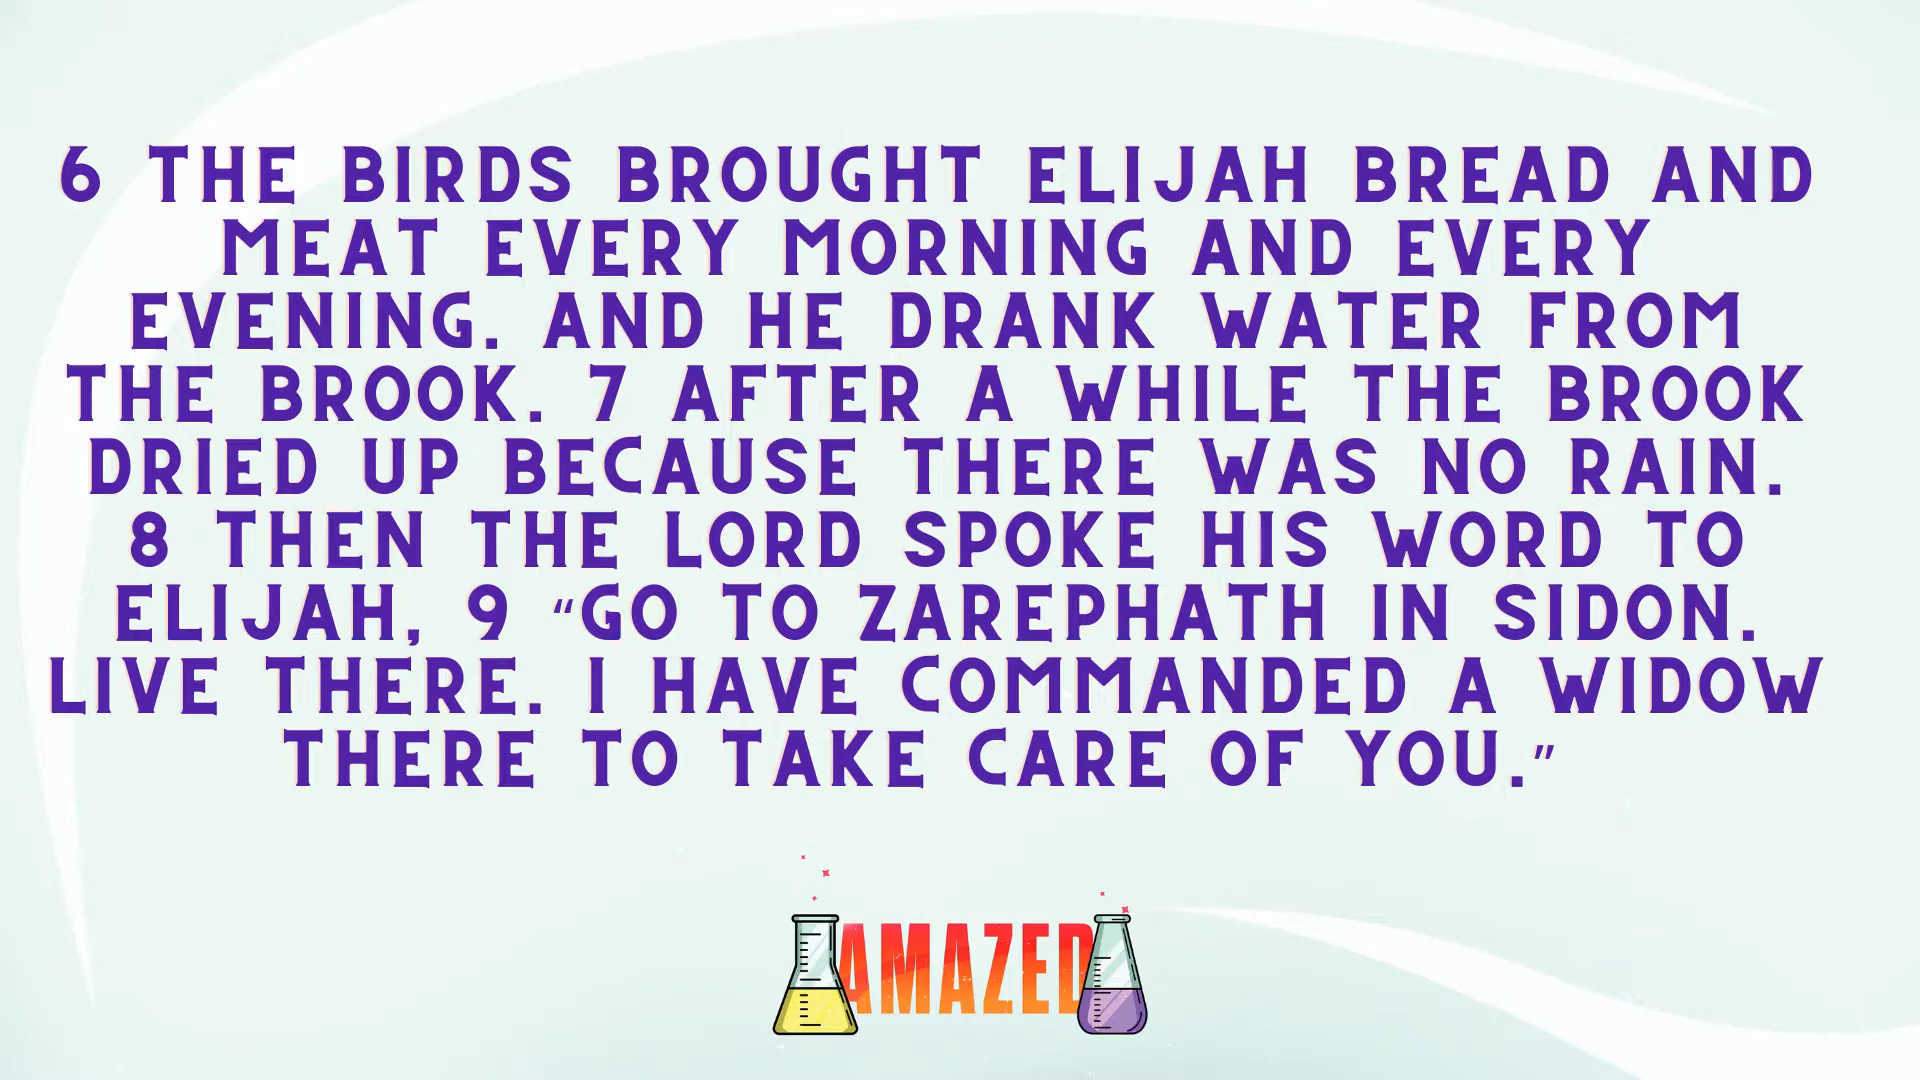 6 THE BIRDS BROUGHT ELIJAH BREAD AND
MEAT EVERY MORNING AND EVERY
EVENING. AND HE DRANK WATER FROM
THE BROOK. 7 AFTER A WHILE THE BROOK
DRIED UP BECAUSE THERE WAS NO RAIN.
8 THEN THE LORD SPOKE HIS WORD TO
ELIJAH, 9 “GO TO ZAREPHATH IN SIDON.
LIVE THERE. I HAVE COMMANDED A WIDOW
THERE TO TAKE CARE OF YOU.”
AMAZED